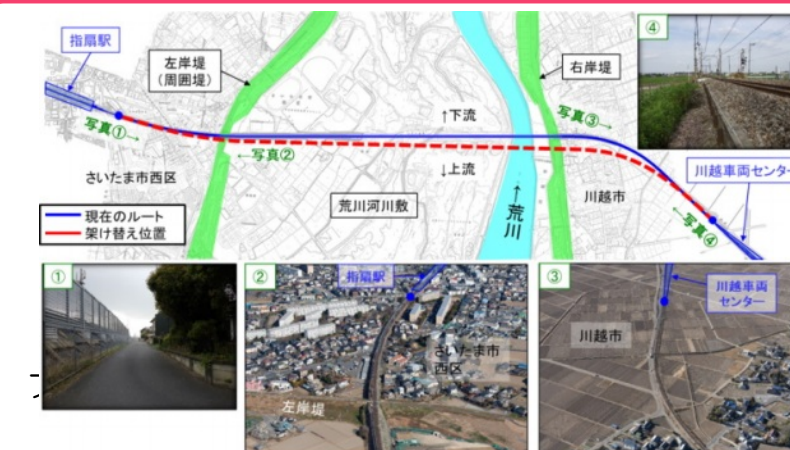 指扇駅
左岸堤
(周囲堤)
右岸堤
④
写真①→
←写真②
↑下流
写真③→
↓上流
さいたま市西区
荒川河川敷
←荒川
川越市
川越車両センター
←写真④
現在のルート
架け替え位置
①
②
指扇駅
さいたま市
西区
左岸堤
③
川越車両
センター
川越市